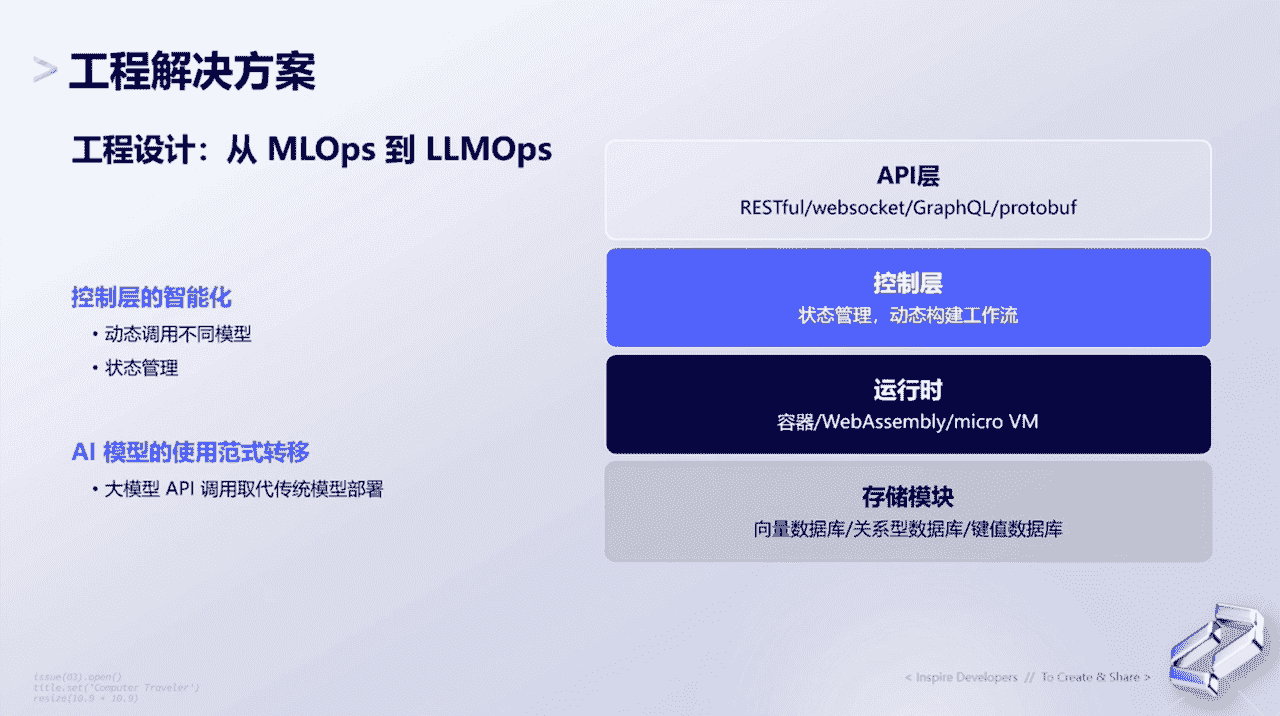 > 工程解决方案
工程设计：从 MLOps 到 LLMOps
控制层的智能化
• 动态调用不同模型
• 状态管理
AI 模型的使用范式转移
• 大模型 API 调用取代传统模型部署
API层
RESTful/websocket/GraphQL/protobuf
控制层
状态管理，动态构建工作流
运行时
容器/WebAssembly/micro VM
存储模块
向量数据库/关系型数据库/键值数据库
issue(03).open()
title.set('Computer Traveler')
resize(10.9 × 10.9)
< Inspire Developers // To Create & Share >